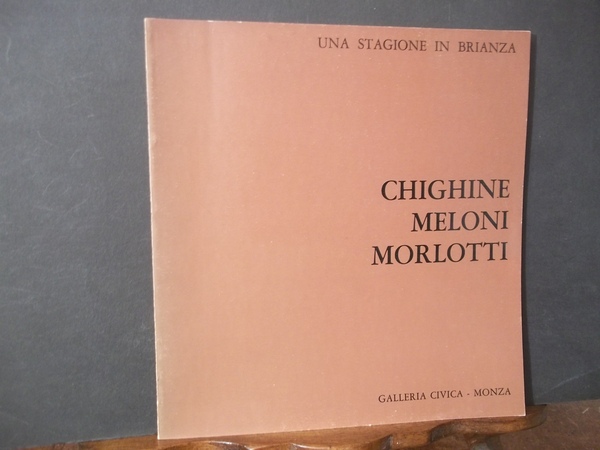 UNA STAGIONE IN BRIANZA
CHIGHINE
MELONI
MORLOTTI
GALLERIA CIVICA - MONZA